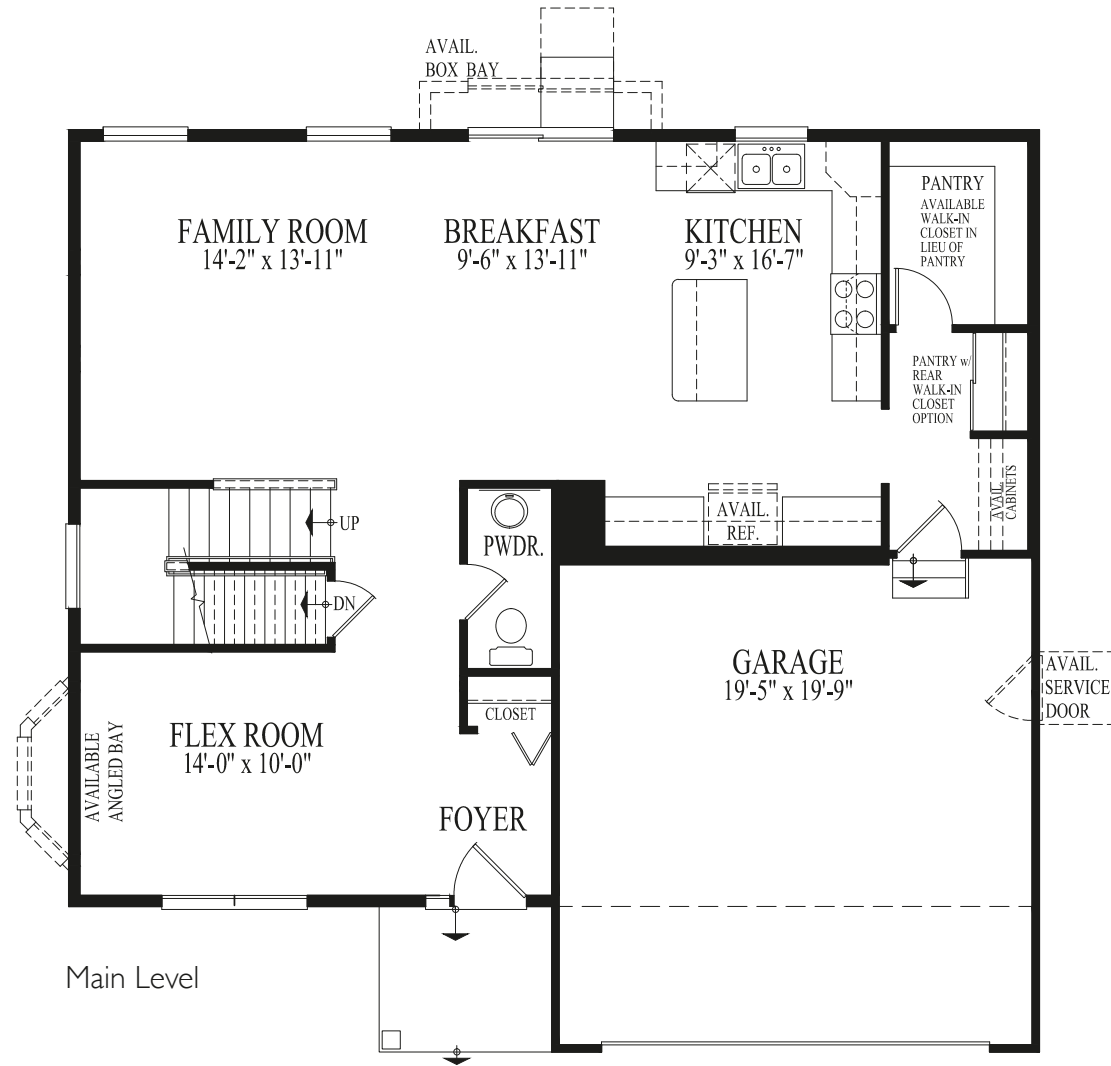 AVAIL.
BOX BAY
FAMILY ROOM
14'-2" x 13'-11"
BREAKFAST
9'-6" x 13'-11"
KITCHEN
9'-3" x 16'-7"
PANTRY
AVAILABLE
WALK-IN
CLOSET IN
LIEU OF
PANTRY
PANTRY w/
REAR
WALK-IN
CLOSET
OPTION
AVAIL.
CABINETS
UP
DN
PWDR.
AVAIL.
REF.
GARAGE
19'-5" x 19'-9"
AVAIL.
SERVICE
DOOR
FLEX ROOM
14'-0" x 10'-0"
AVAILABLE
ANGLED BAY
CLOSET
FOYER
Main Level